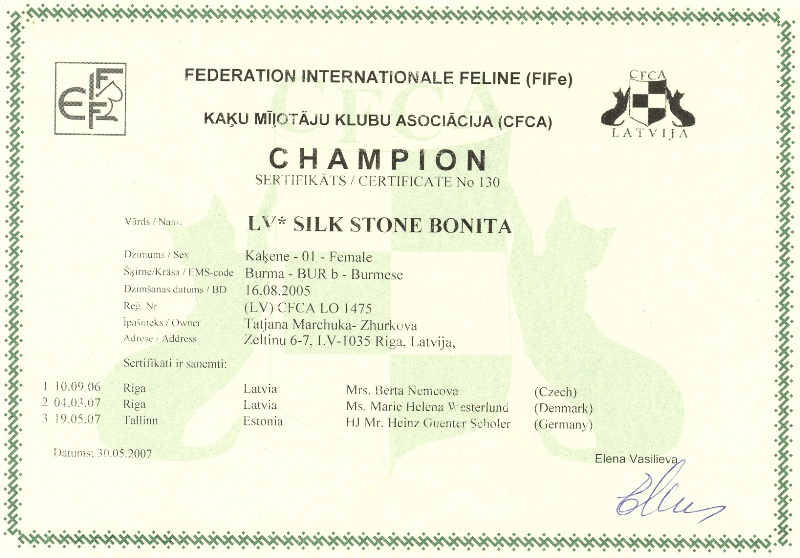 FIFe
FEDERATION INTERNATIONALE FELINE (FIFe)
CFCA
LATVIJA
CFCA
KAĶU MĪĻOTĀJU KLUBU ASOCIĀCIJA (CFCA)
CHAMPION
SERTIFIKĀTS / CERTIFICATE No 130
Vārds / Name LV* SILK STONE BONITA
Dzimums / Sex Kaķene - 01 - Female
Šķirne/Krāsa / EMS-code Burma - BUR b - Burmese
Dzimšanas datums / BD 16.08.2005
Reģ. Nr (LV) CFCA LO 1475
Īpašnieks / Owner Tatjana Marchuka- Zhurkova
Adrese / Address Zeltinu 6-7, LV-1035 Riga, Latvija,
Sertifikāti ir saņemti:
1 10.09.06 Rīga Latvia Mrs. Berta Nemcova (Czech)
2 04.03.07 Rīga Latvia Ms. Marie Helena Westerlund (Denmark)
3 19.05.07 Tallinn Estonia HJ Mr. Heinz Guenter Scholer (Germany)
Datums: 30.05.2007
Elena Vasilieva